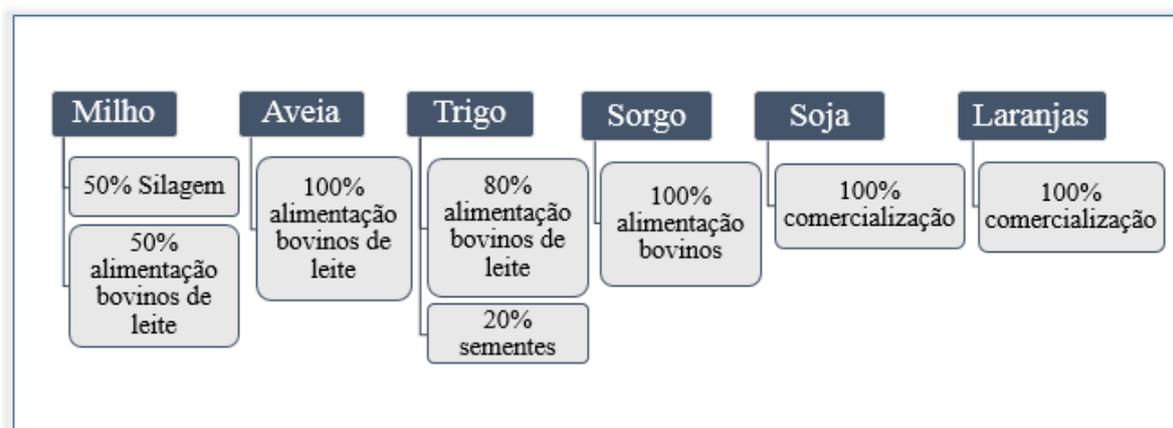 Milho
50% Silagem
50%
alimentação
bovinos de
leite
Aveia
100%
alimentação
bovinos de
leite
Trigo
80%
alimentação
bovinos de
leite
20%
sementes
Sorgo
100%
alimentação
bovinos
Soja
100%
comercialização
Laranjas
100%
comercialização